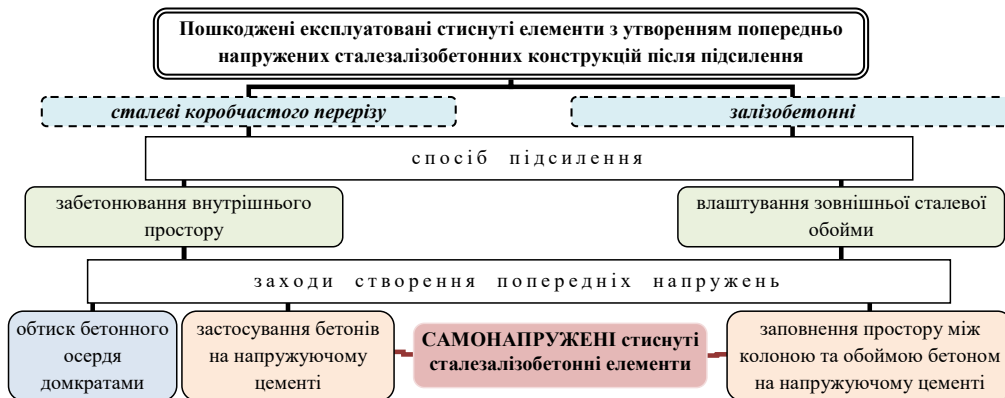 Пошкоджені експлуатовані стиснуті елементи з утворенням попередньо
напружених сталезалізобетонних конструкцій після підсилення
сталеві коробчастого перерізу
залізобетонні
спосіб підсилення
забетонювання внутрішнього
простору
влаштування зовнішньої сталевої
обойми
заходи створення попередніх напружень
обтиск бетонного
осердя
домкратами
застосування бетонів
на напружуючому
цементі
САМОНАПРУЖЕНІ стиснуті
сталезалізобетонні елементи
заповнення простору між
колоною та обоймою бетоном
на напружуючому цементі